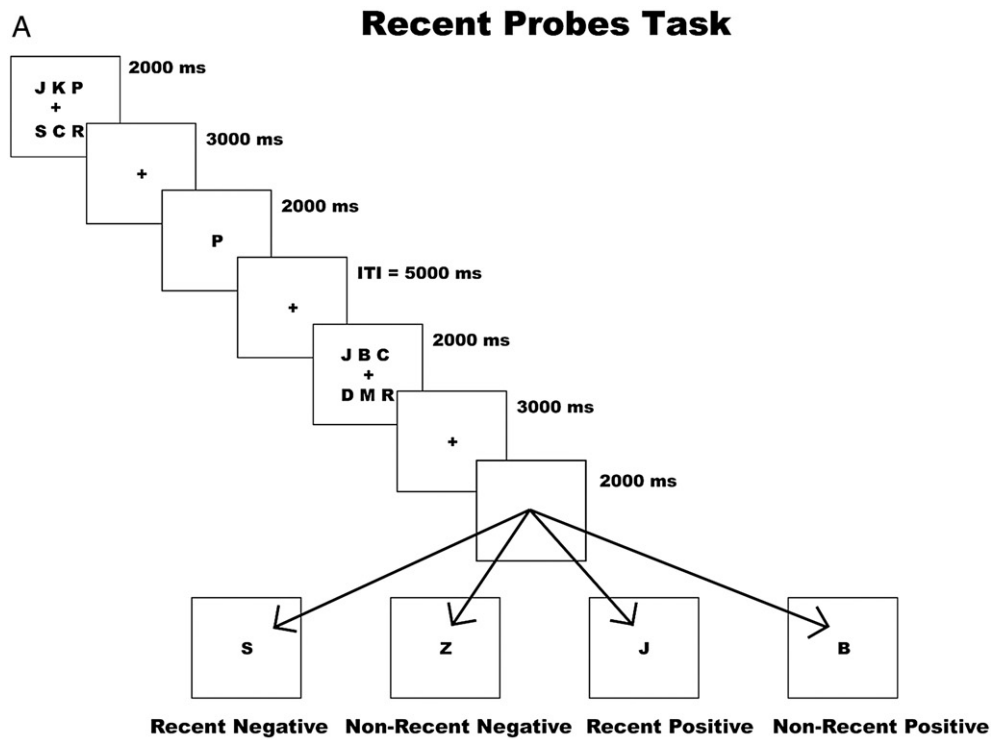 A
Recent Probes Task
J K P
+
S C R
2000 ms
+
3000 ms
P
2000 ms
+
ITI = 5000 ms
J B C
+
D M R
2000 ms
+
3000 ms
2000 ms
S
Z
J
B
Recent Negative
Non-Recent Negative
Recent Positive
Non-Recent Positive